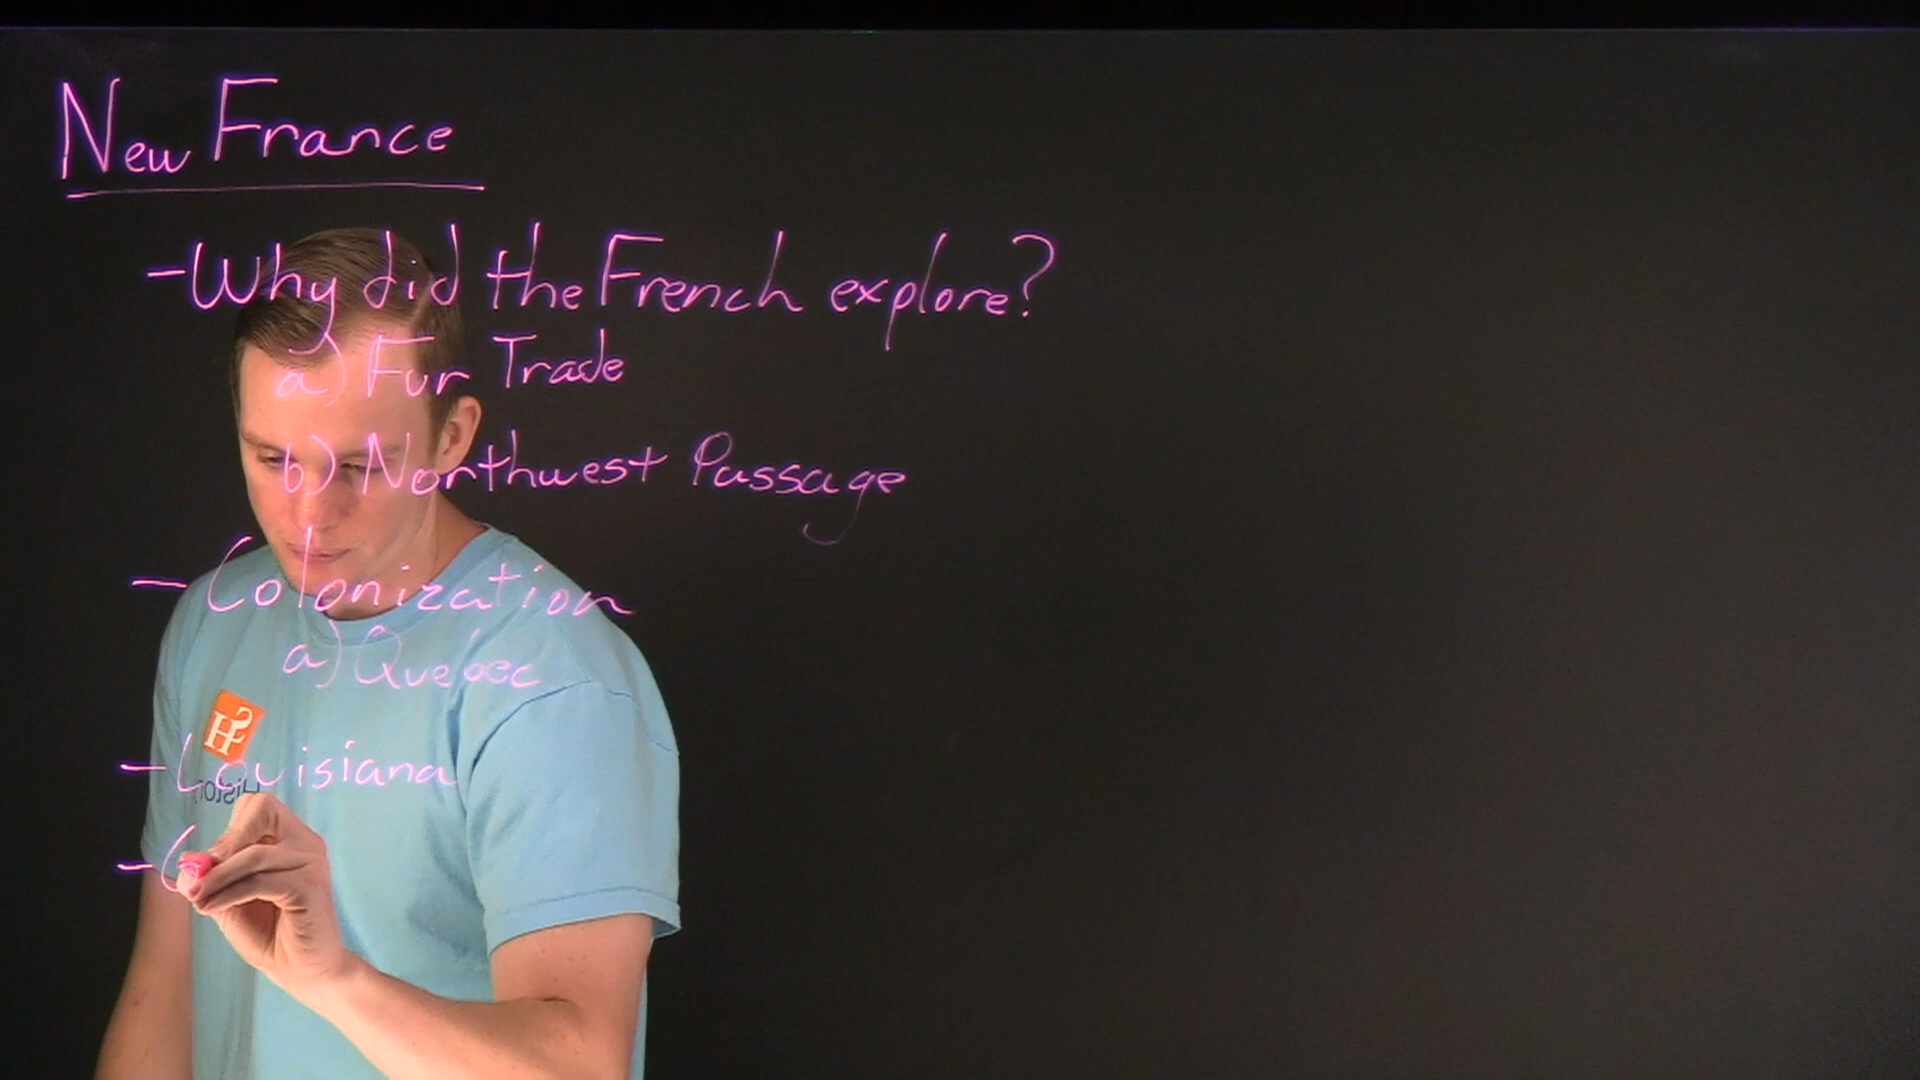 New France
- Why did the French explore?
a) Fur Trade
b) Northwest Passage
- Colonization
a) Quebec
- Louisiana
-